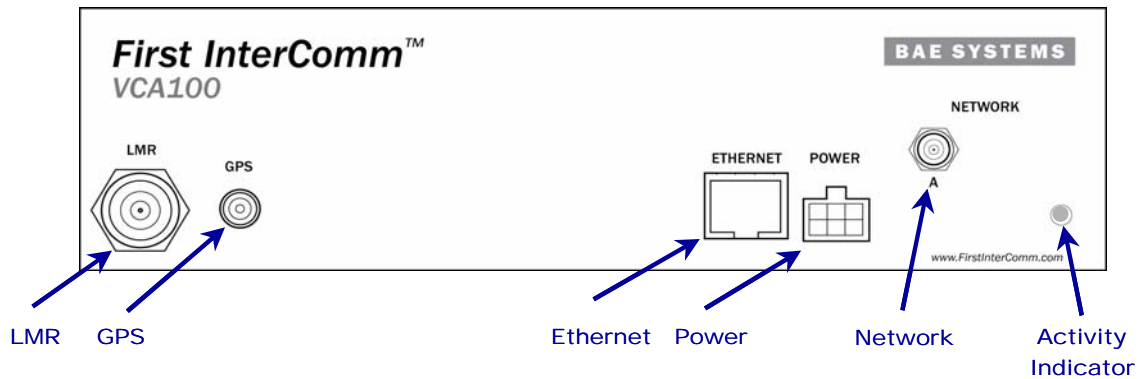 First InterComm™
VCA100
BAE SYSTEMS
NETWORK
LMR
GPS
ETHERNET
POWER
A
www.FirstInterComm.com
LMR
GPS
Ethernet
Power
Network
Activity
Indicator